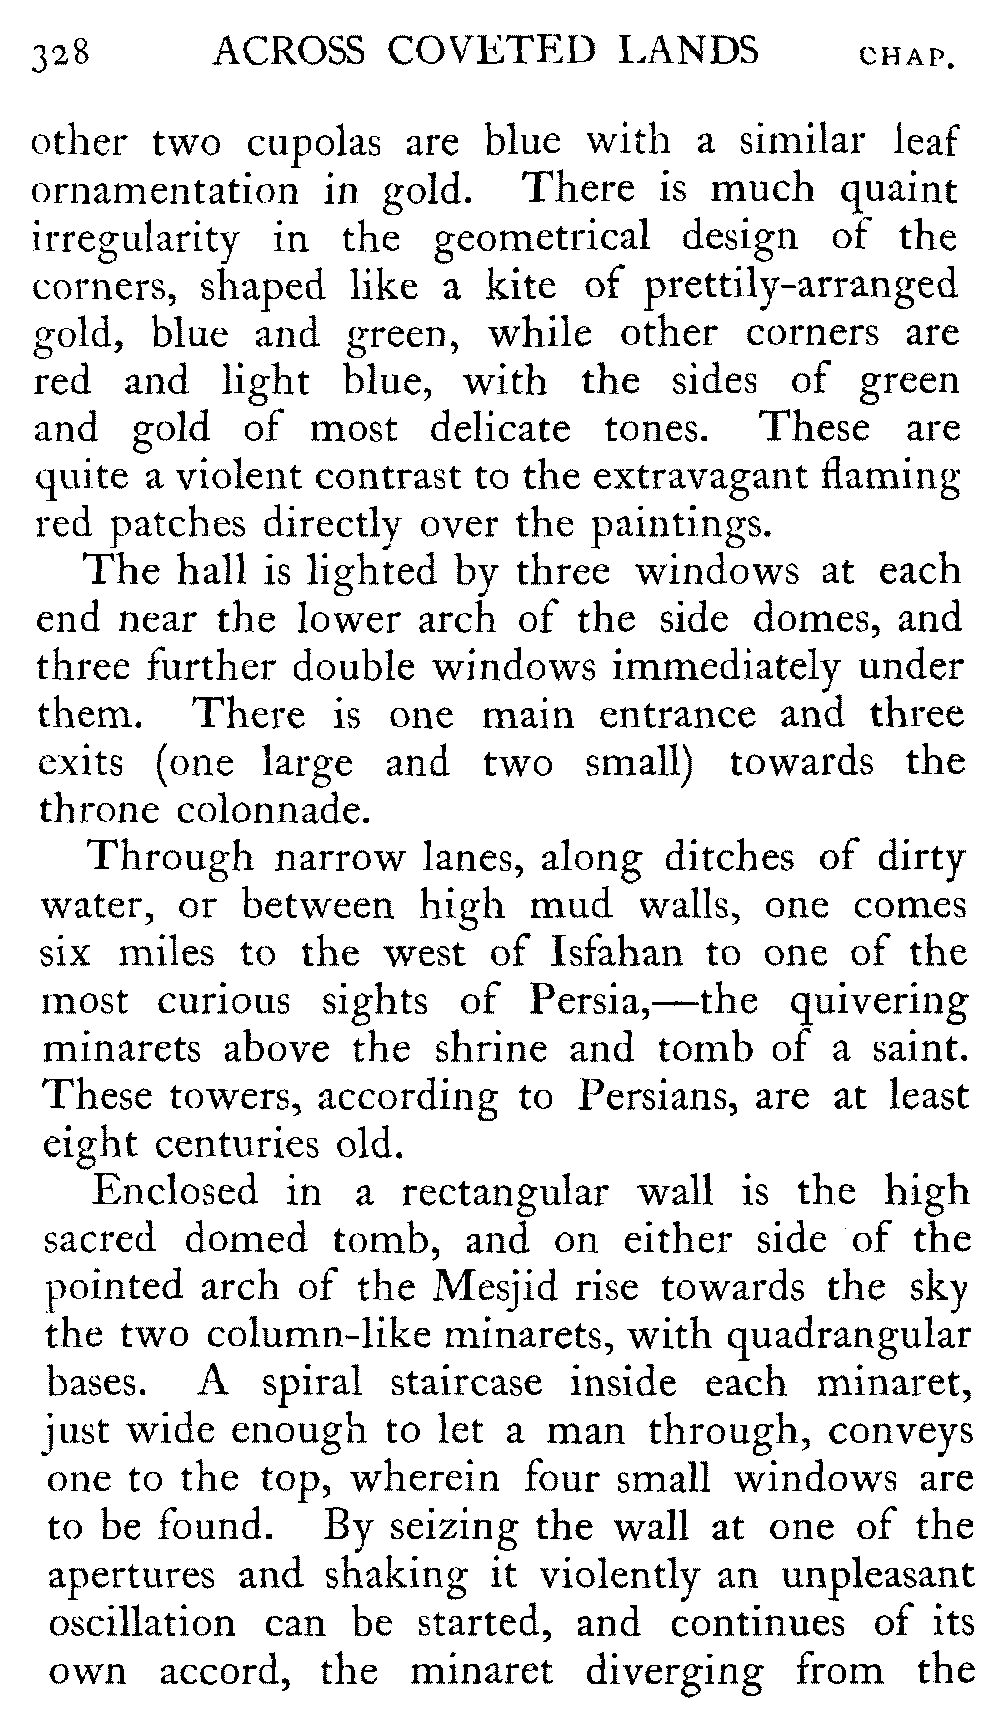 328 ACROSS COVETED LANDS CHAP.
other two cupolas are blue with a similar leaf
ornamentation in gold. There is much quaint
irregularity in the geometrical design of the
corners, shaped like a kite of prettily-arranged
gold, blue and green, while other corners are
red and light blue, with the sides of green
and gold of most delicate tones. These are
quite a violent contrast to the extravagant flaming
red patches directly over the paintings.
The hall is lighted by three windows at each
end near the lower arch of the side domes, and
three further double windows immediately under
them. There is one main entrance and three
exits (one large and two small) towards the
throne colonnade.
Through narrow lanes, along ditches of dirty
water, or between high mud walls, one comes
six miles to the west of Isfahan to one of the
most curious sights of Persia,—the quivering
minarets above the shrine and tomb of a saint.
These towers, according to Persians, are at least
eight centuries old.
Enclosed in a rectangular wall is the high
sacred domed tomb, and on either side of the
pointed arch of the Mesjid rise towards the sky
the two column-like minarets, with quadrangular
bases. A spiral staircase inside each minaret,
just wide enough to let a man through, conveys
one to the top, wherein four small windows are
to be found. By seizing the wall at one of the
apertures and shaking it violently an unpleasant
oscillation can be started, and continues of its
own accord, the minaret diverging from the